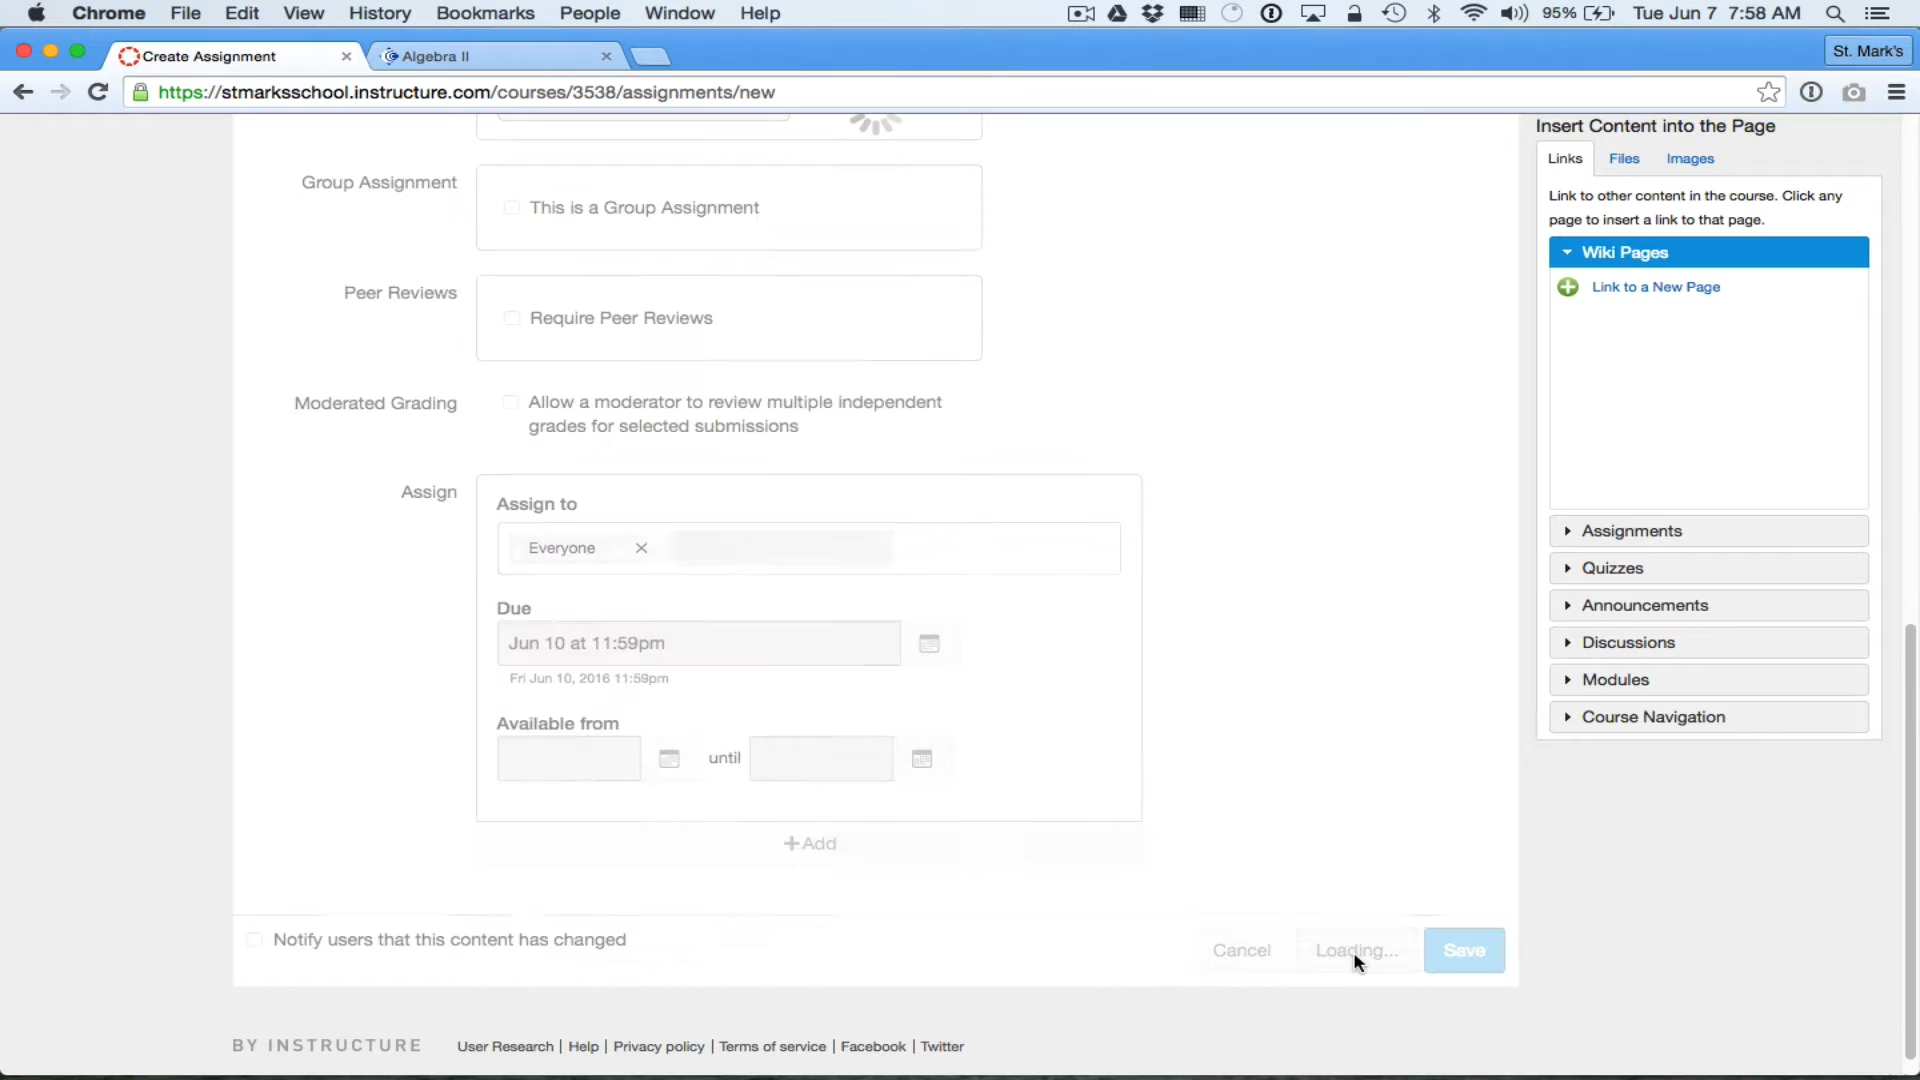 Chrome File Edit View History Bookmarks People Window Help 95% Tue Jun 7 7:58 AM
Create Assignment Algebra II St. Mark's
https://stmarksschool.instructure.com/courses/3538/assignments/new
Insert Content into the Page
Links Files Images
Link to other content in the course. Click any
page to insert a link to that page.
Wiki Pages
Link to a New Page
Assignments
Quizzes
Announcements
Discussions
Modules
Course Navigation
Group Assignment This is a Group Assignment
Peer Reviews Require Peer Reviews
Moderated Grading Allow a moderator to review multiple independent
grades for selected submissions
Assign Assign to
Everyone
Due
Jun 10 at 11:59pm
Fri Jun 10, 2016 11:59pm
Available from
until
+Add
Notify users that this content has changed Cancel Loading... Save
BY INSTRUCTURE User Research | Help | Privacy policy | Terms of service | Facebook | Twitter